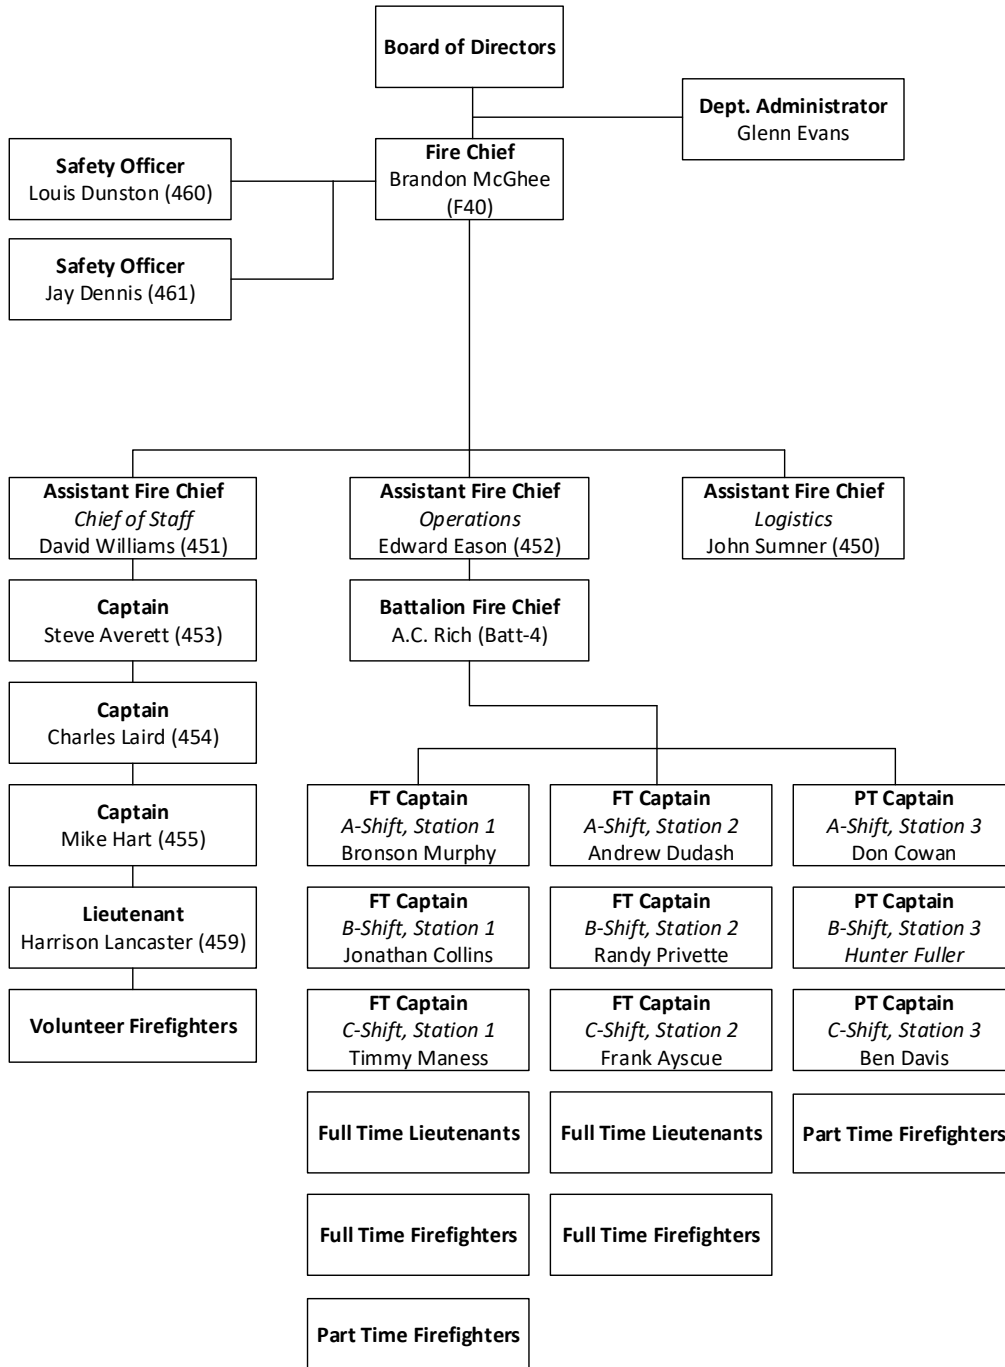 Board of Directors
Dept. Administrator
Glenn Evans
Fire Chief
Brandon McGhee
(F40)
Safety Officer
Louis Dunston (460)
Safety Officer
Jay Dennis (461)
Assistant Fire Chief
Chief of Staff
David Williams (451)
Assistant Fire Chief
Operations
Edward Eason (452)
Assistant Fire Chief
Logistics
John Sumner (450)
Captain
Steve Averett (453)
Battalion Fire Chief
A.C. Rich (Batt-4)
Captain
Charles Laird (454)
Captain
Mike Hart (455)
Lieutenant
Harrison Lancaster (459)
Volunteer Firefighters
FT Captain
A-Shift, Station 1
Bronson Murphy
FT Captain
A-Shift, Station 2
Andrew Dudash
PT Captain
A-Shift, Station 3
Don Cowan
FT Captain
B-Shift, Station 1
Jonathan Collins
FT Captain
B-Shift, Station 2
Randy Privette
PT Captain
B-Shift, Station 3
Hunter Fuller
FT Captain
C-Shift, Station 1
Timmy Maness
FT Captain
C-Shift, Station 2
Frank Ayscue
PT Captain
C-Shift, Station 3
Ben Davis
Full Time Lieutenants
Full Time Lieutenants
Part Time Firefighters
Full Time Firefighters
Full Time Firefighters
Part Time Firefighters